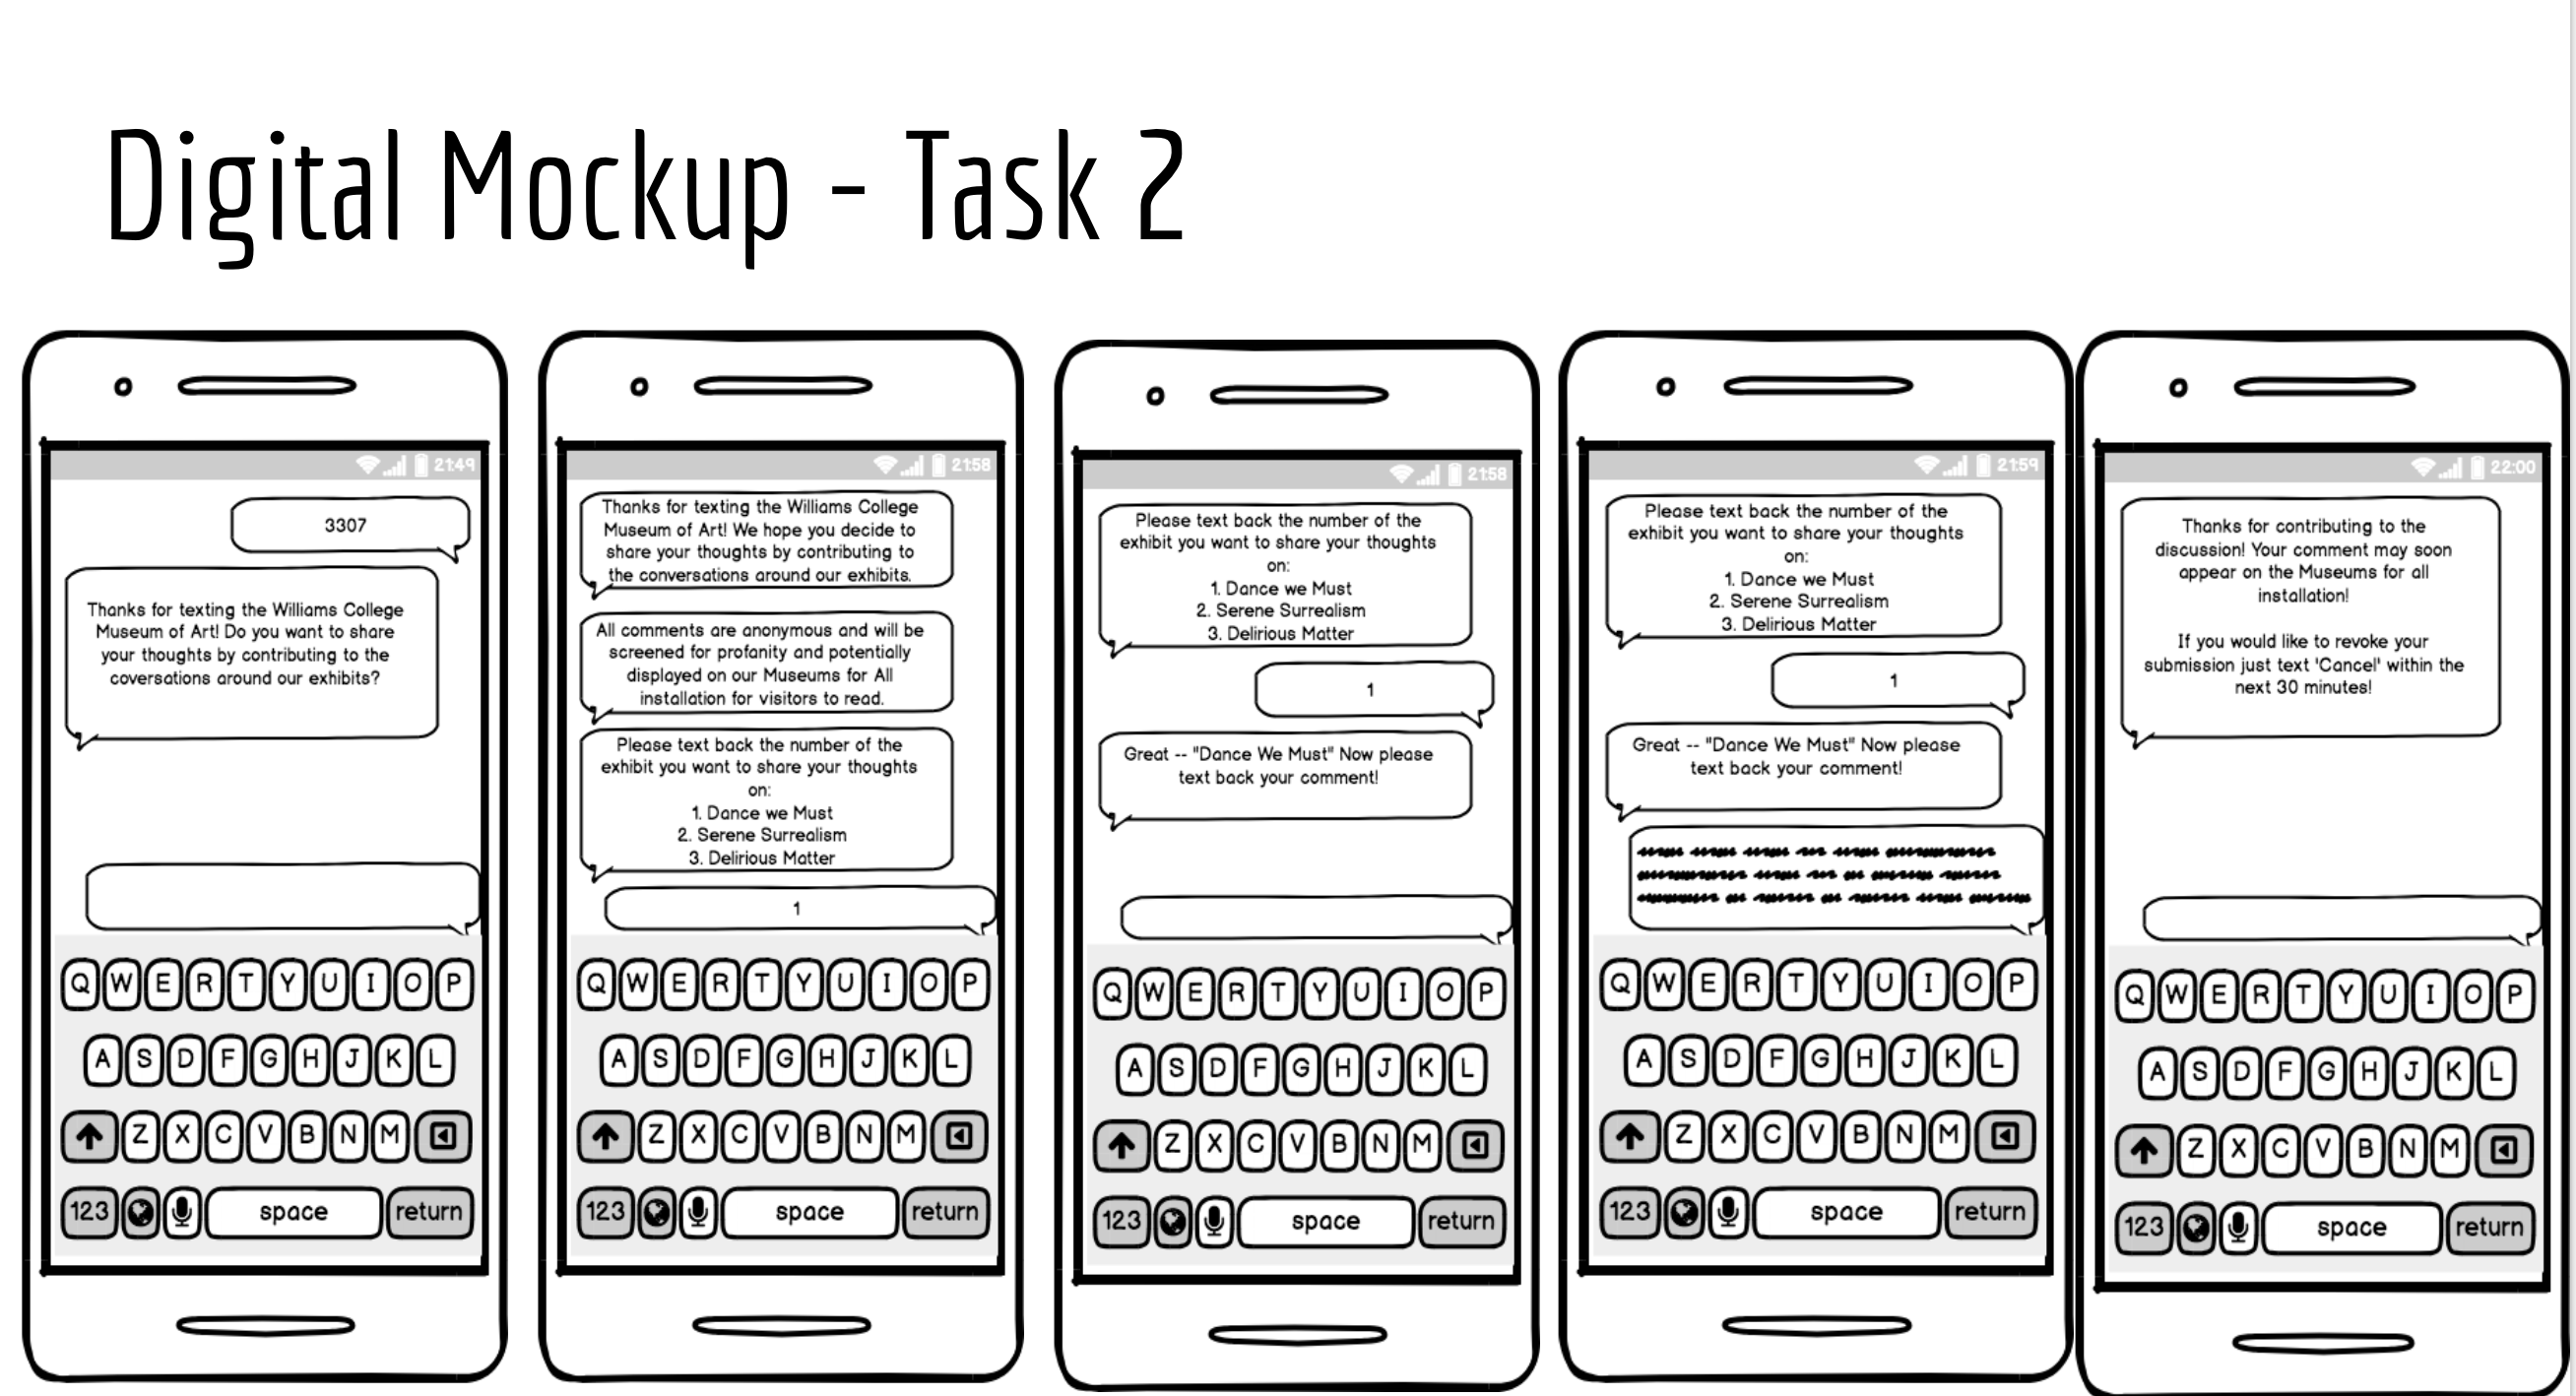 Digital Mockup - Task 2
21:49
3307
Thanks for texting the Williams College
Museum of Art! Do you want to share
your thoughts by contributing to the
coversations around our exhibits?
Q W E R T Y U I O P
A S D F G H J K L
Z X C V B N M
123 space return
21:58
Thanks for texting the Williams College
Museum of Art! We hope you decide to
share your thoughts by contributing to
the conversations around our exhibits.
All comments are anonymous and will be
screened for profanity and potentially
displayed on our Museums for All
installation for visitors to read.
Please text back the number of the
exhibit you want to share your thoughts
on:
1. Dance we Must
2. Serene Surrealism
3. Delirious Matter
1
Q W E R T Y U I O P
A S D F G H J K L
Z X C V B N M
123 space return
21:58
Please text back the number of the
exhibit you want to share your thoughts
on:
1. Dance we Must
2. Serene Surrealism
3. Delirious Matter
1
Great -- "Dance We Must" Now please
text back your comment!
Q W E R T Y U I O P
A S D F G H J K L
Z X C V B N M
123 space return
21:59
Please text back the number of the
exhibit you want to share your thoughts
on:
1. Dance we Must
2. Serene Surrealism
3. Delirious Matter
1
Great -- "Dance We Must" Now please
text back your comment!
Q W E R T Y U I O P
A S D F G H J K L
Z X C V B N M
123 space return
22:00
Thanks for contributing to the
discussion! Your comment may soon
appear on the Museums for all
installation!
If you would like to revoke your
submission just text 'Cancel' within the
next 30 minutes!
Q W E R T Y U I O P
A S D F G H J K L
Z X C V B N M
123 space return